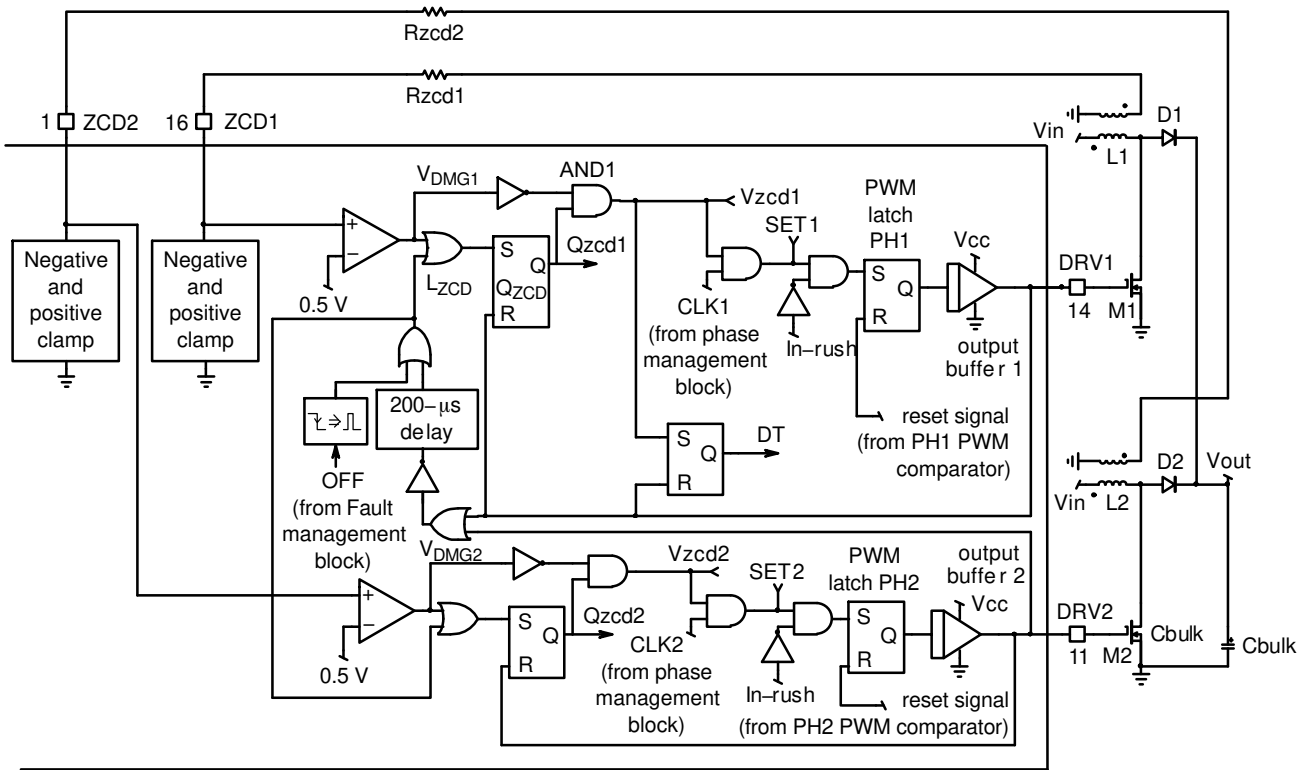 Rzcd2
Rzcd1
1
ZCD2
16
ZCD1
D1
Vin
L1
AND1
VDMG1
Vzcd1
PWM
latch
PH1
SET1
Vcc
Negative
and
positive
clamp
Negative
and
positive
clamp
+
−
0.5 V
LZCD
S
Q
QZCD
R
Qzcd1
CLK1
(from phase
management
block)
In−rush
S
Q
R
DRV1
14
M1
output
buffer 1
200−μs
delay
OFF
(from Fault
management
block)
S
Q
R
DT
reset signal
(from PH1 PWM
comparator)
D2
Vout
Vin
L2
VDMG2
Vzcd2
SET2
PWM
latch PH2
output
buffer 2
Vcc
+
−
0.5 V
S
Q
R
Qzcd2
CLK2
(from phase
management
block)
In−rush
S
Q
R
DRV2
11
M2
Cbulk
Cbulk
reset signal
(from PH2 PWM comparator)